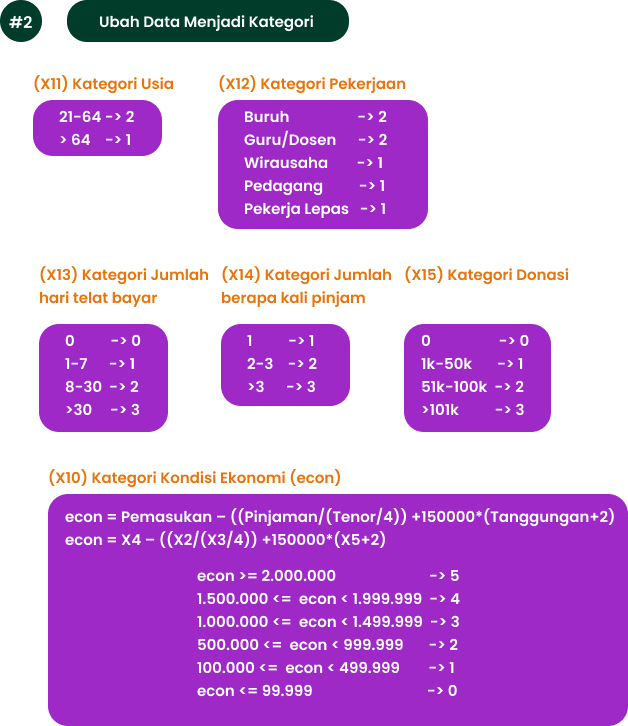 #2
Ubah Data Menjadi Kategori
(X11) Kategori Usia
21-64 -> 2
> 64 -> 1
(X12) Kategori Pekerjaan
Buruh -> 2
Guru/Dosen -> 2
Wirausaha -> 1
Pedagang -> 1
Pekerja Lepas -> 1
(X13) Kategori Jumlah
hari telat bayar
0 -> 0
1-7 -> 1
8-30 -> 2
>30 -> 3
(X14) Kategori Jumlah
berapa kali pinjam
1 -> 1
2-3 -> 2
>3 -> 3
(X15) Kategori Donasi
0 -> 0
1k-50k -> 1
51k-100k -> 2
>101k -> 3
(X10) Kategori Kondisi Ekonomi (econ)
econ = Pemasukan – ((Pinjaman/(Tenor/4)) +150000*(Tanggungan+2)
econ = X4 – ((X2/(X3/4)) +150000*(X5+2)
econ >= 2.000.000 -> 5
1.500.000 <= econ < 1.999.999 -> 4
1.000.000 <= econ < 1.499.999 -> 3
500.000 <= econ < 999.999 -> 2
100.000 <= econ < 499.999 -> 1
econ <= 99.999 -> 0